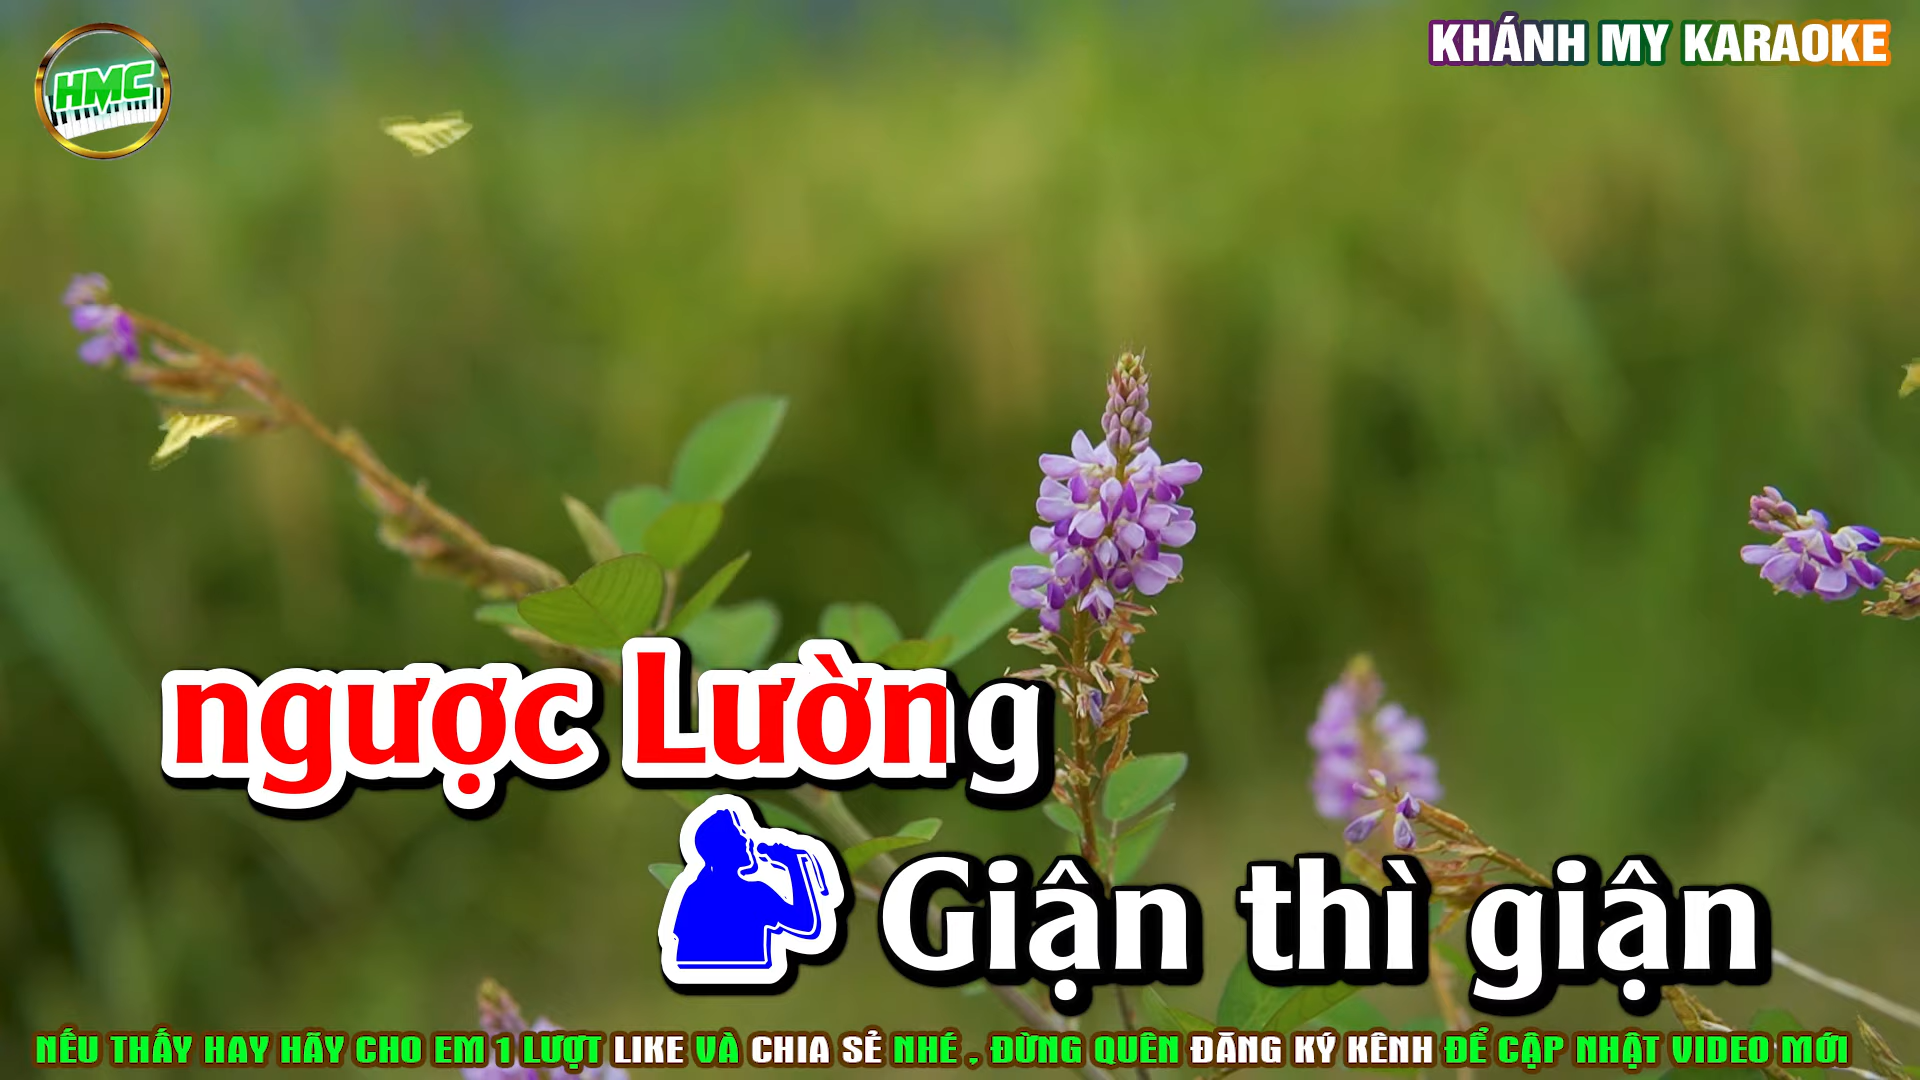 HMC
KHÁNH MY KARAOKE
ngược Lường
Giận thì giận
NẾU THẤY HAY HÃY CHO EM 1 LƯỢT LIKE VÀ CHIA SẺ NHÉ , ĐỪNG QUÊN ĐĂNG KÝ KÊNH ĐỂ CẬP NHẬT VIDEO MỚI